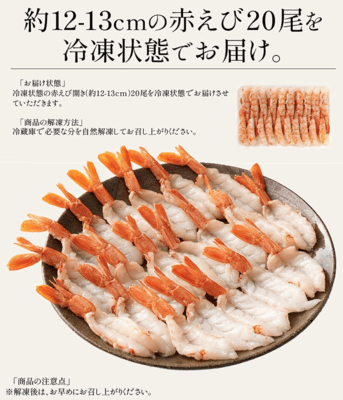 約12-13cmの赤えび20尾を
冷凍状態でお届け。
「お届け状態」
冷凍状態の赤えび開き(約12-13cm)20尾を冷凍状態でお届けさせ
ていただきます。
「商品の解凍方法」
冷蔵庫で必要な分を自然解凍してお召し上がりください。
「商品の注意点」
※解凍後は、お早めにお召し上がりください。